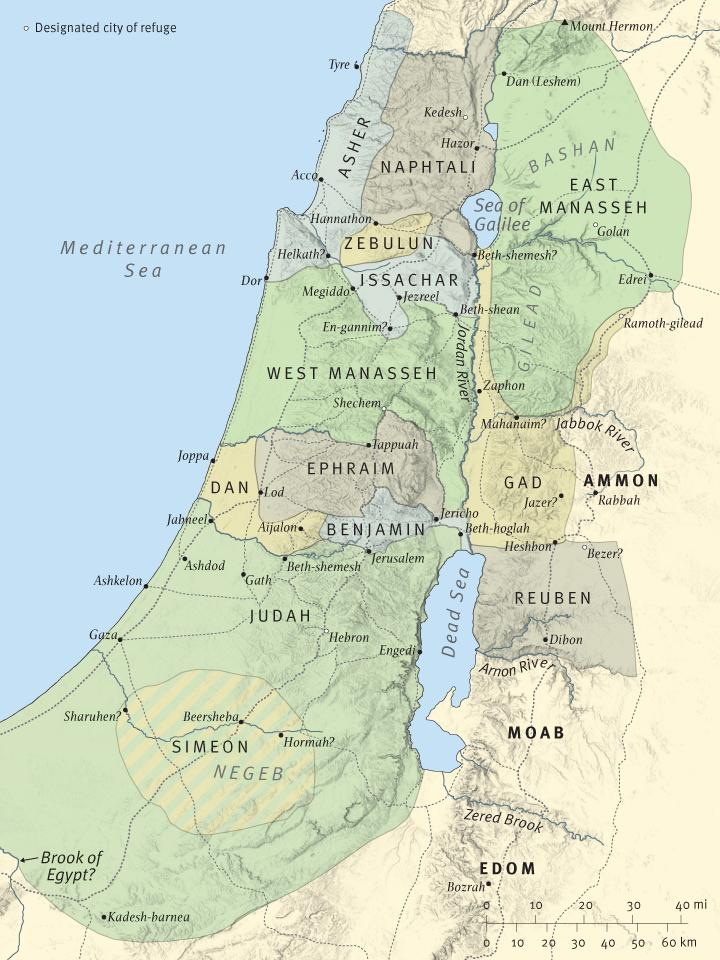 Designated city of refuge
Mount Hermon
Tyre
Dan (Leshem)
Kedesh
ASHER
Hazor
NAPHTALI
BASHAN
Acco
EAST
MANASSEH
Sea of
Galilee
Hannathon
Golan
ZEBULUN
Mediterranean
Sea
Helkath?
Beth-shemesh?
Dor
ISSACHAR
Edrei
Megiddo
Jezreel
Beth-shean
En-gannim?
GILEAD
Ramoth-gilead
Jordan River
WEST MANASSEH
Zaphon
Shechem
Mahanaim?
Jabbok River
Tappuah
Joppa
EPHRAIM
DAN
Lod
GAD
AMMON
Jazer?
Rabbah
Jabneel
Aijalon
BENJAMIN
Jericho
Beth-hoglah
Heshbon
Bezer?
Ashdod
Beth-shemesh
Jerusalem
Ashkelon
Gath
Dead Sea
REUBEN
JUDAH
Gaza
Hebron
Dibon
Engedi
Arnon River
Sharuhen?
Beersheba
MOAB
SIMEON
Hormah?
NEGEB
Zered Brook
Brook of
Egypt?
EDOM
Bozrah
Kadesh-barnea
0 10 20 30 40 mi
0 10 20 30 40 50 60 km